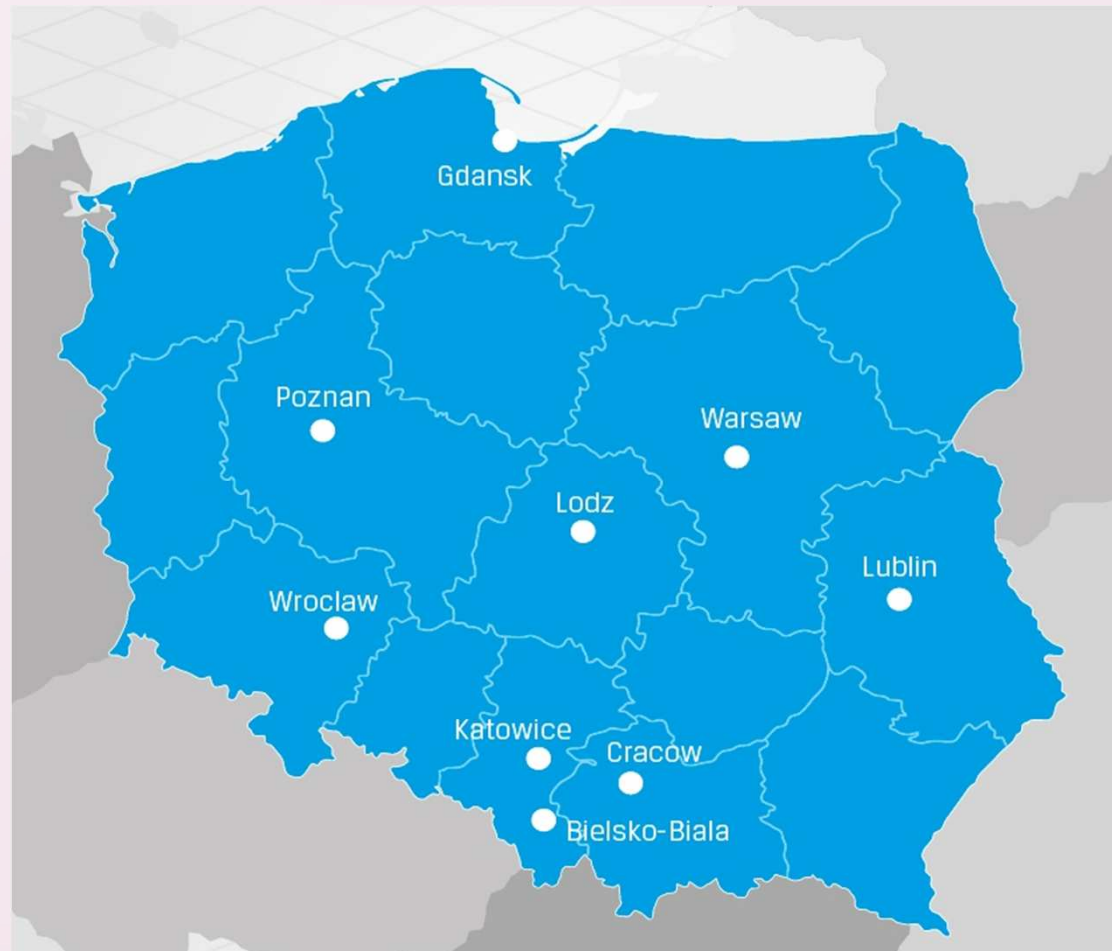 Gdansk
Poznan
Warsaw
Lodz
Lublin
Wroclaw
Katowice
Cracow
Bielsko-Biala